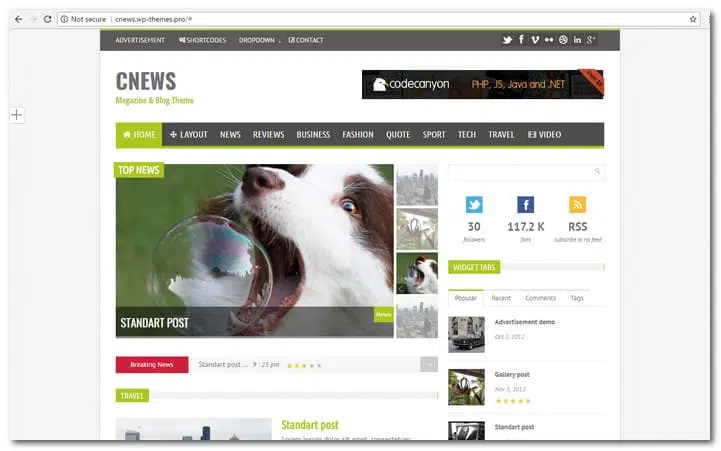 Not secure | cnews.wp-themes.pro/#
ADVERTISEMENT SHORTCODES DROPDOWN CONTACT
CNEWS
Magazine & Blog Theme
codecanyon PHP, JS, Java and .NET
HOME LAYOUT NEWS REVIEWS BUSINESS FASHION QUOTE SPORT TECH TRAVEL VIDEO
TOP NEWS
STANDART POST
News
30 117.2 K RSS
followers fans subscribe to rss feed
WIDGET TABS
Popular Recent Comments Tags
Advertisement demo
Oct 3, 2012
Gallery post
Nov 3, 2012
Standart post
Breaking News Standart post ... 9 : 25 pm
TRAVEL
Standart post
Lorem ipsum dolor sit amet, consectetuer